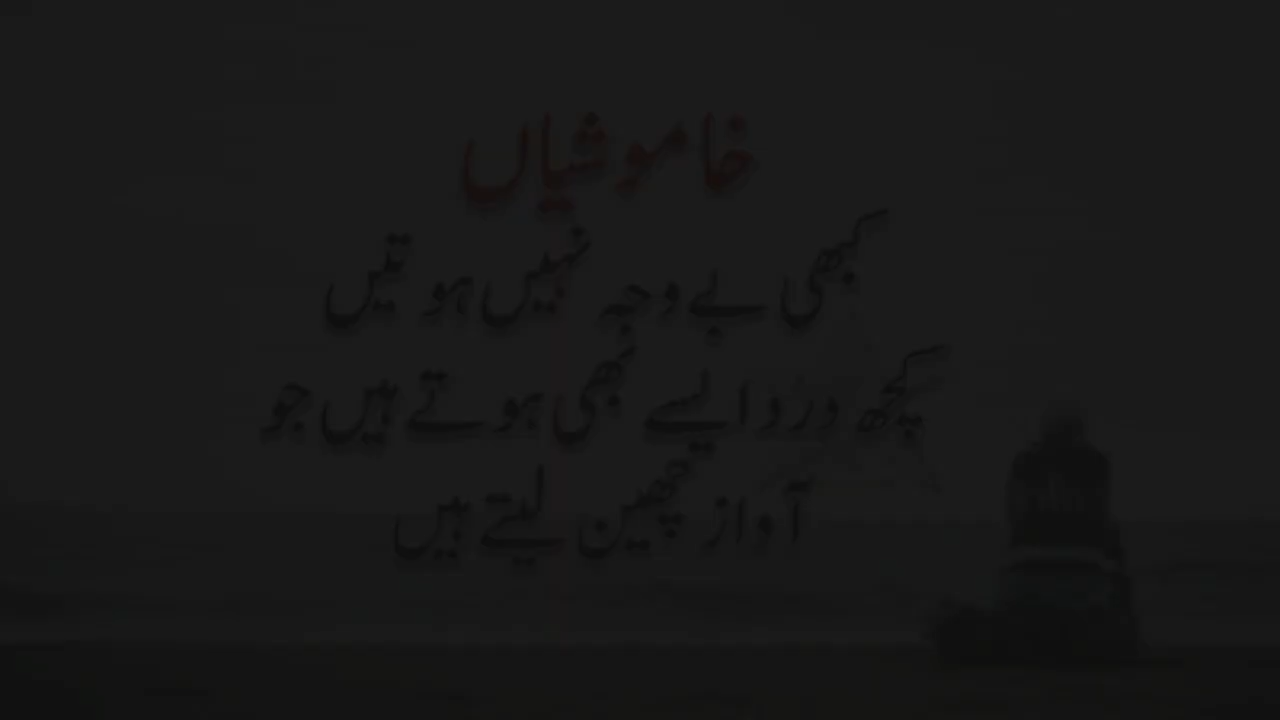 خاموشیاں
کبھی بے وجہ نہیں ہوتیں
کچھ درد ایسے بھی ہوتے ہیں جو
آواز چھین لیتے ہیں